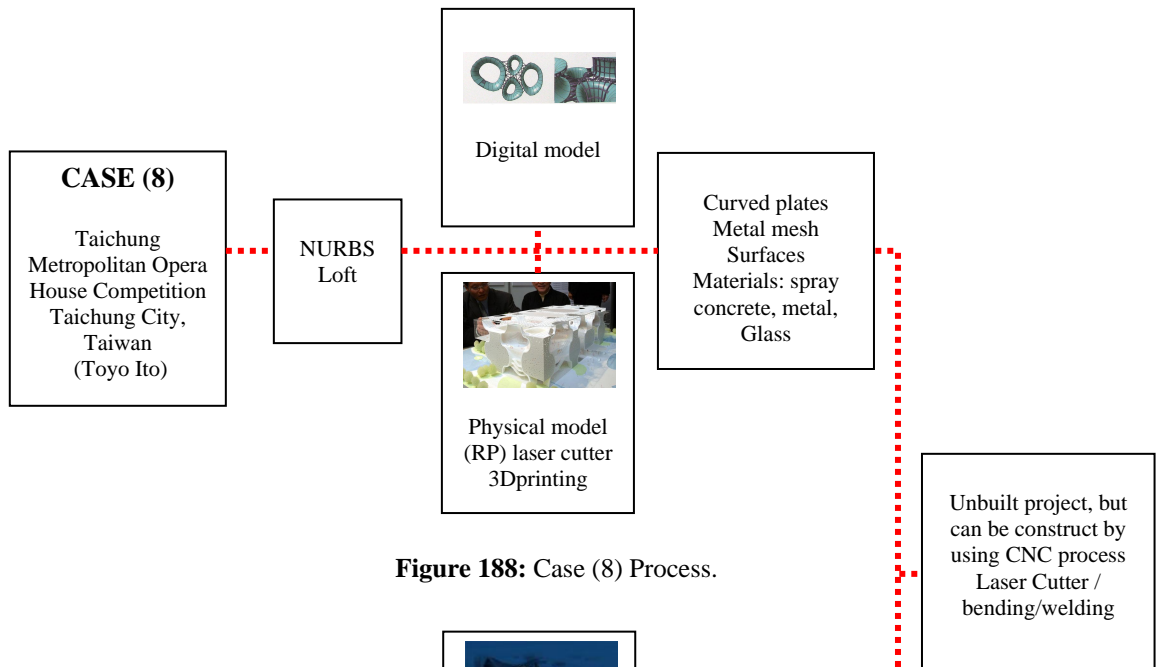 CASE (8)
Taichung
Metropolitan Opera
House Competition
Taichung City,
Taiwan
(Toyo Ito)
NURBS
Loft
Digital model
Physical model
(RP) laser cutter
3Dprinting
Curved plates
Metal mesh
Surfaces
Materials: spray
concrete, metal,
Glass
Unbuilt project, but
can be construct by
using CNC process
Laser Cutter /
bending/welding
Figure 188: Case (8) Process.